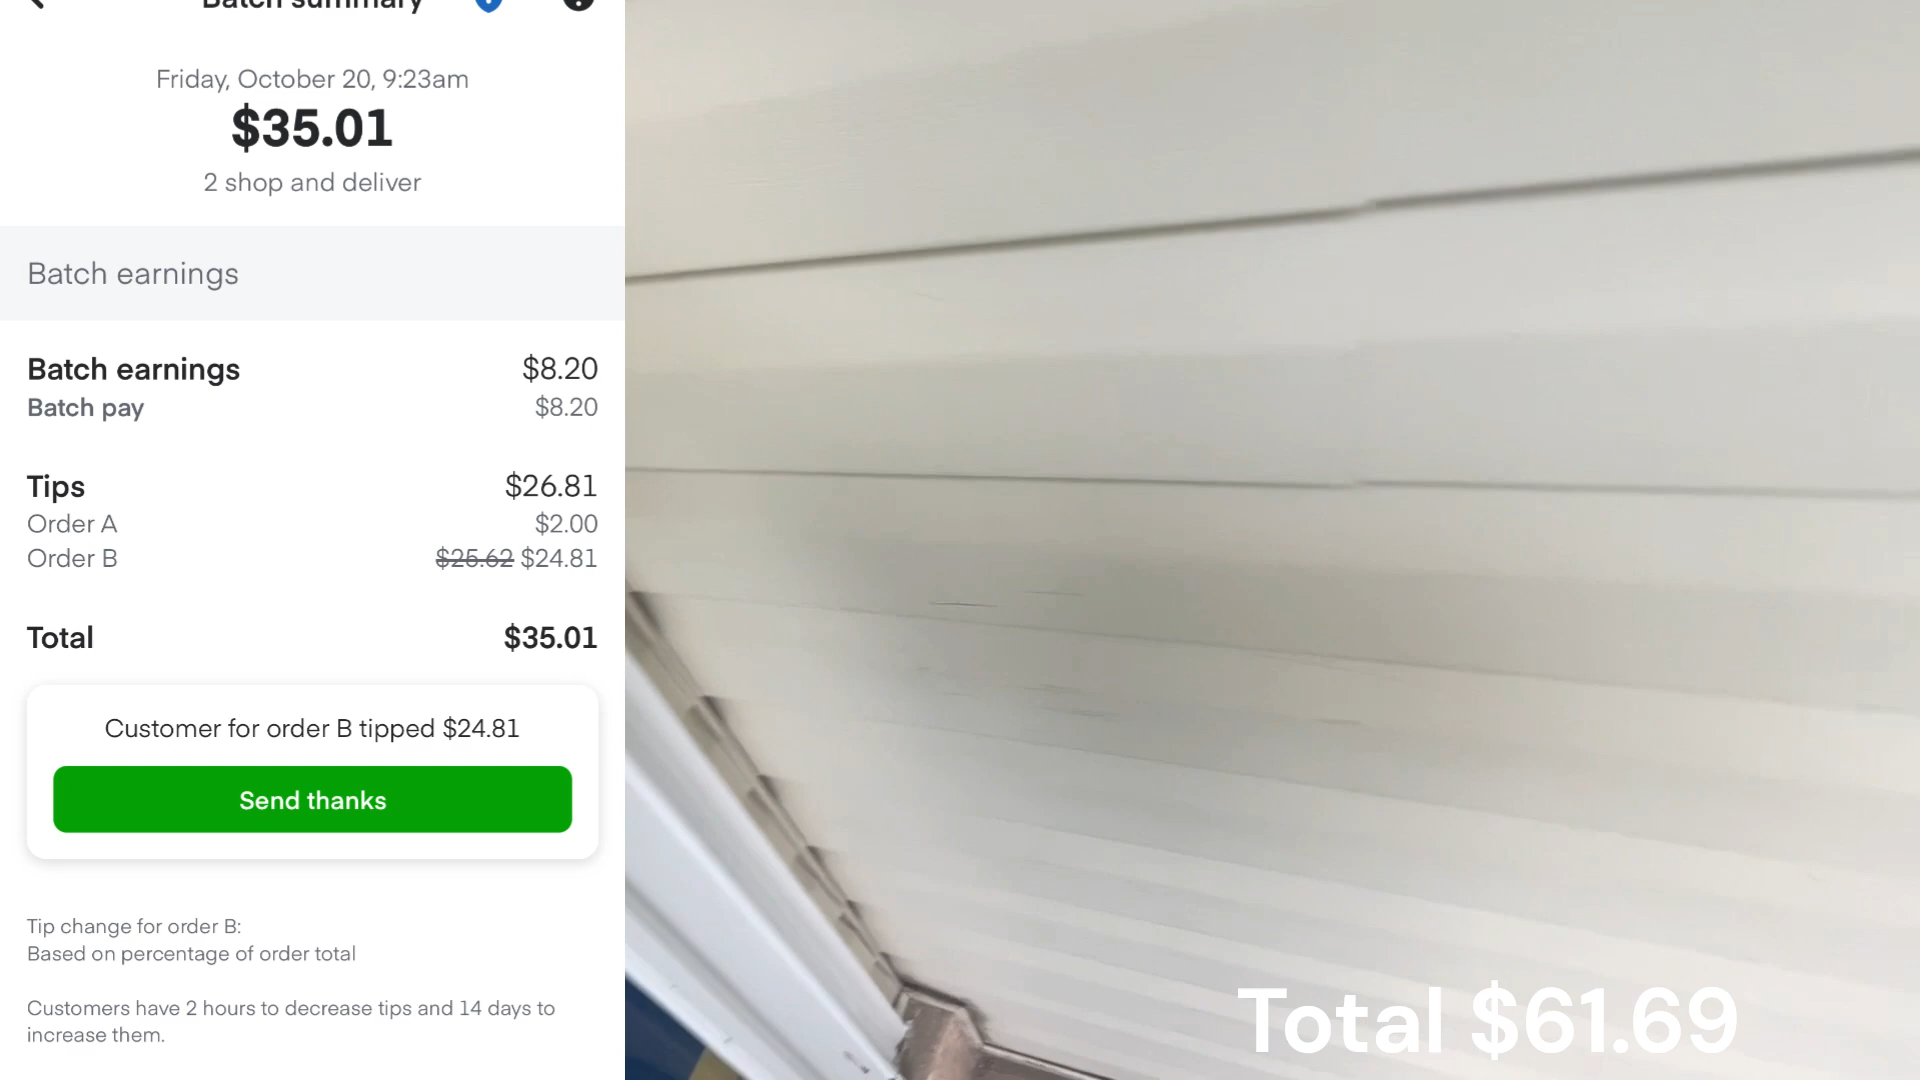 Batch summary
Friday, October 20, 9:23am
$35.01
2 shop and deliver
Batch earnings
Batch earnings $8.20
Batch pay $8.20
Tips $26.81
Order A $2.00
Order B $25.62 $24.81
Total $35.01
Customer for order B tipped $24.81
Send thanks
Tip change for order B:
Based on percentage of order total
Customers have 2 hours to decrease tips and 14 days to
increase them.
Total $61.69